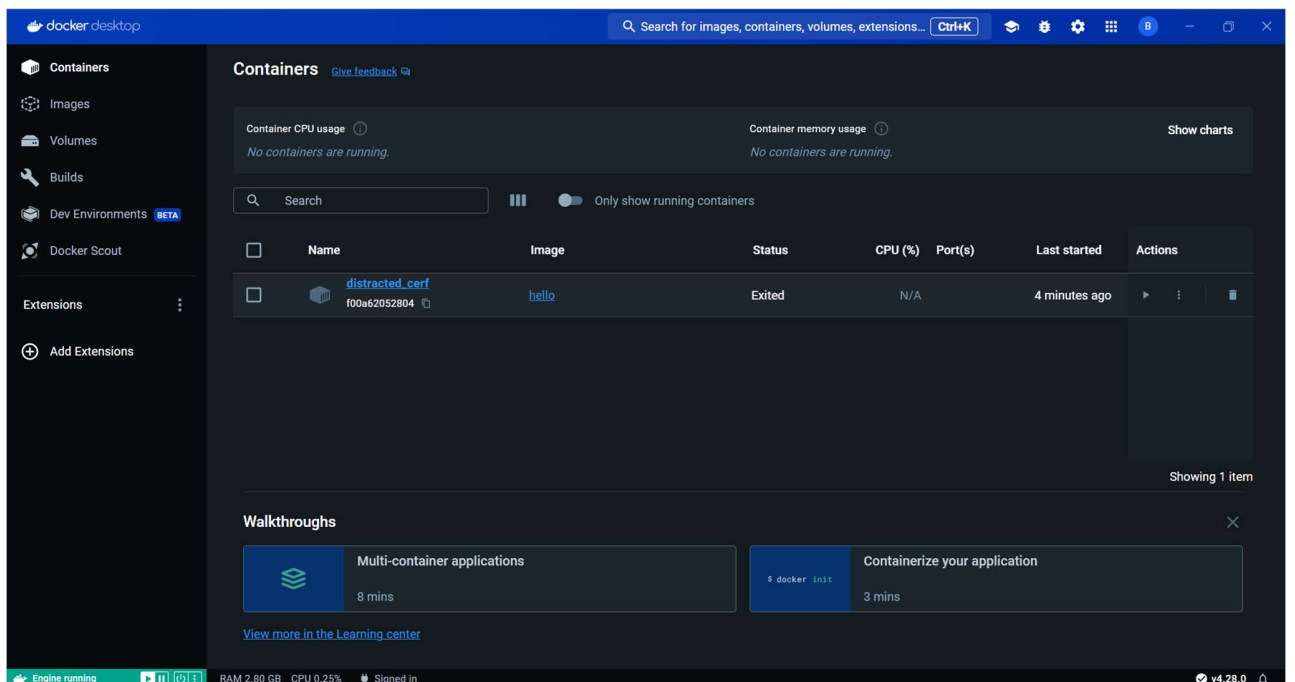 docker desktop
Search for images, containers, volumes, extensions... Ctrl+K
B
Containers
Images
Volumes
Builds
Dev Environments BETA
Docker Scout
Extensions
Add Extensions
Containers Give feedback
Container CPU usage
No containers are running.
Container memory usage
No containers are running.
Show charts
Search
Only show running containers
Name Image Status CPU (%) Port(s) Last started Actions
distracted_cerf
f00a62052804
hello Exited N/A 4 minutes ago
Showing 1 item
Walkthroughs
Multi-container applications
8 mins
$ docker init
Containerize your application
3 mins
View more in the Learning center
Engine running RAM 2.80 GB CPU 0.25% Signed in v4.28.0